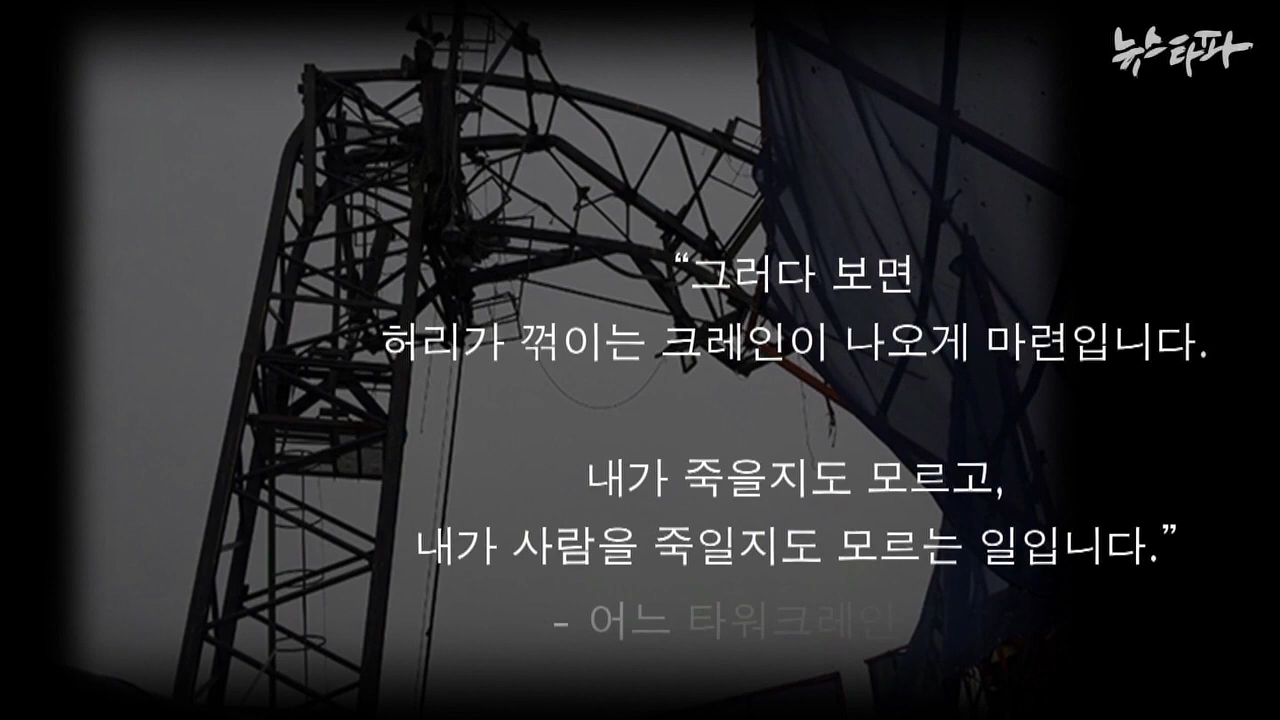 뉴스타파
“그러다 보면
허리가 꺾이는 크레인이 나오게 마련입니다.
내가 죽을지도 모르고,
내가 사람을 죽일지도 모르는 일입니다.”
- 어느 타워크레인